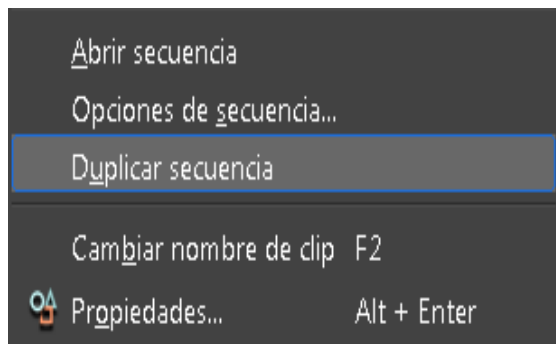 Abrir secuencia
Opciones de secuencia...
Duplicar secuencia
Cambiar nombre de clip F2
Propiedades... Alt + Enter